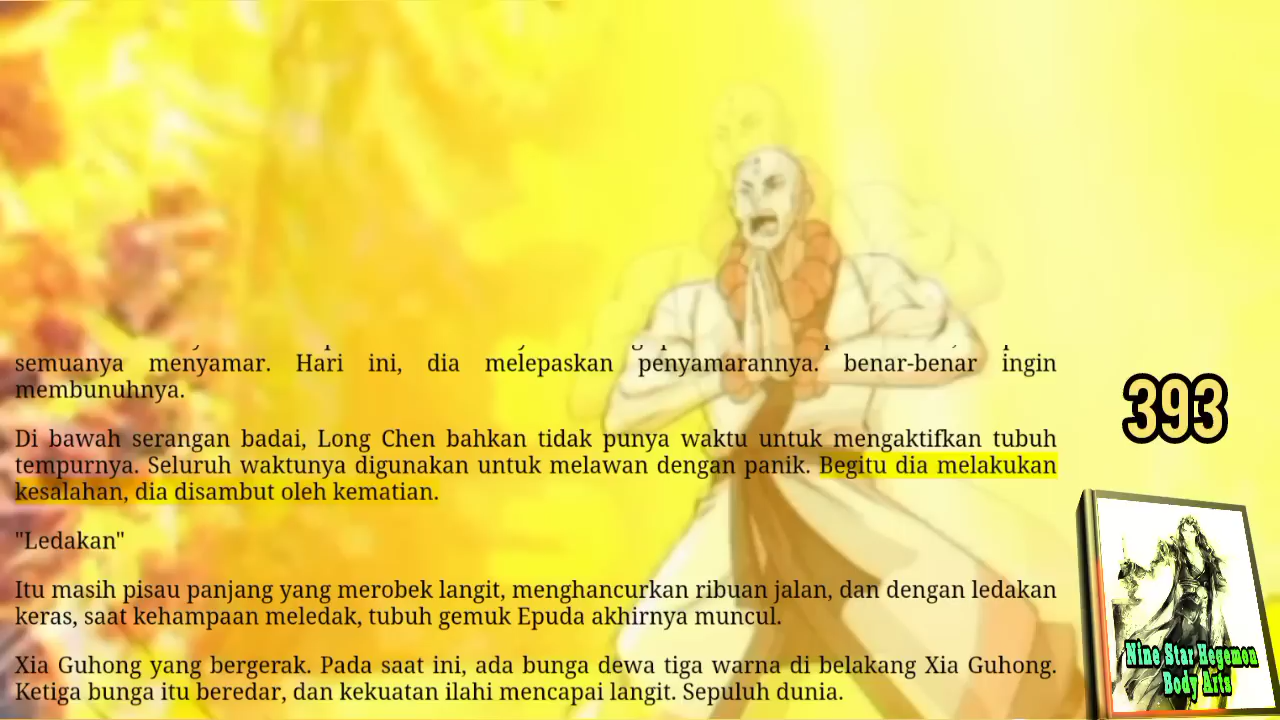 semuanya menyamar. Hari ini, dia melepaskan penyamarannya. benar-benar ingin
membunuhnya.
Di bawah serangan badai, Long Chen bahkan tidak punya waktu untuk mengaktifkan tubuh
tempurnya. Seluruh waktunya digunakan untuk melawan dengan panik. Begitu dia melakukan
kesalahan, dia disambut oleh kematian.
"Ledakan"
Itu masih pisau panjang yang merobek langit, menghancurkan ribuan jalan, dan dengan ledakan
keras, saat kehampaan meledak, tubuh gemuk Epuda akhirnya muncul.
Xia Guhong yang bergerak. Pada saat ini, ada bunga dewa tiga warna di belakang Xia Guhong.
Ketiga bunga itu beredar, dan kekuatan ilahi mencapai langit. Sepuluh dunia.
393
Nine Star Hegemon
Body Arts